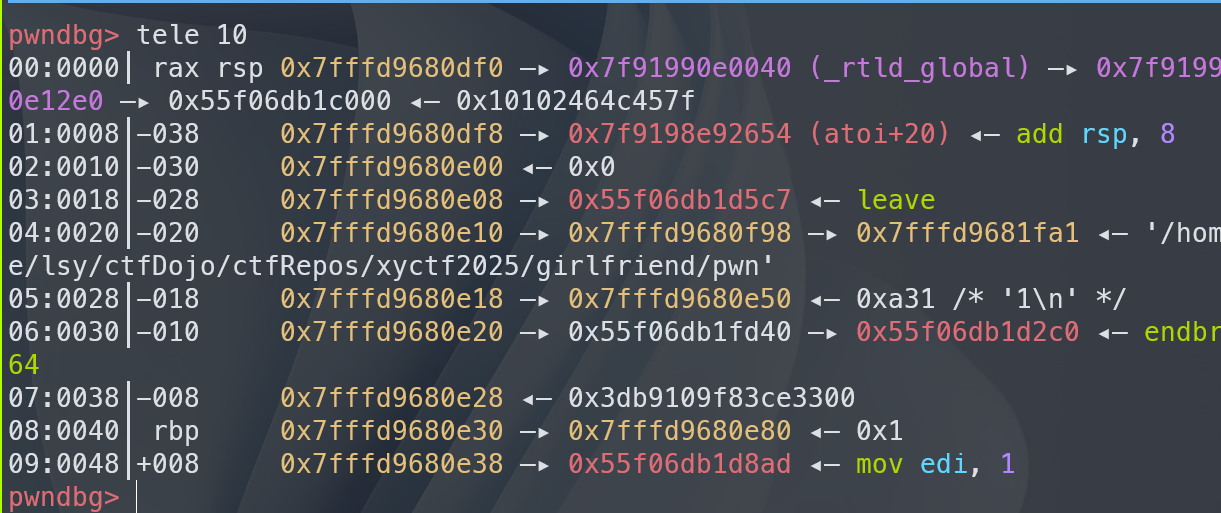 pwndbg> tele 10
00:0000│ rax rsp 0x7fffd9680df0 —▸ 0x7f91990e0040 (_rtld_global) —▸ 0x7f9199
0e12e0 —▸ 0x55f06db1c000 ◂— 0x10102464c457f
01:0008│-038     0x7fffd9680df8 —▸ 0x7f9198e92654 (atoi+20) ◂— add rsp, 8
02:0010│-030     0x7fffd9680e00 ◂— 0x0
03:0018│-028     0x7fffd9680e08 —▸ 0x55f06db1d5c7 ◂— leave
04:0020│-020     0x7fffd9680e10 —▸ 0x7fffd9680f98 —▸ 0x7fffd9681fa1 ◂— '/hom
e/lsy/ctfDojo/ctfRepos/xyctf2025/girlfriend/pwn'
05:0028│-018     0x7fffd9680e18 —▸ 0x7fffd9680e50 ◂— 0xa31 /* '1\n' */
06:0030│-010     0x7fffd9680e20 —▸ 0x55f06db1fd40 —▸ 0x55f06db1d2c0 ◂— endbr
64
07:0038│-008     0x7fffd9680e28 ◂— 0x3db9109f83ce3300
08:0040│ rbp     0x7fffd9680e30 —▸ 0x7fffd9680e80 ◂— 0x1
09:0048│+008     0x7fffd9680e38 —▸ 0x55f06db1d8ad ◂— mov edi, 1
pwndbg>